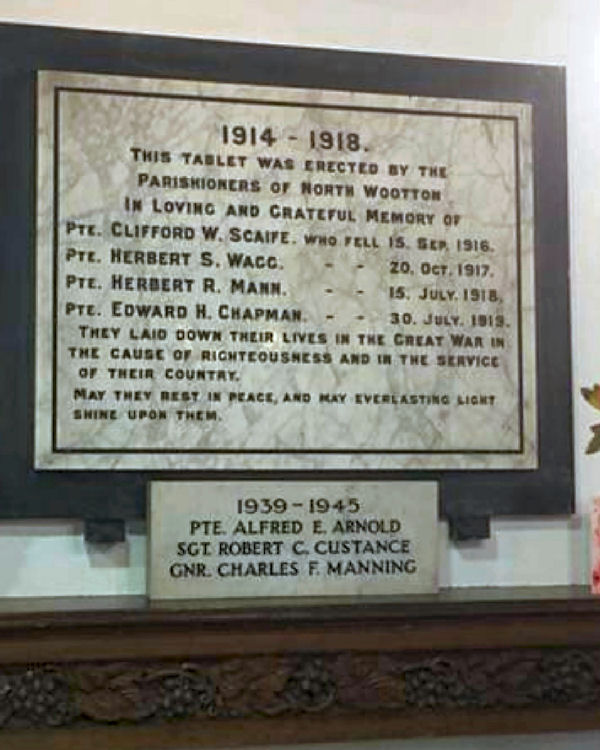 1914 - 1918.
THIS TABLET WAS ERECTED BY THE
PARISHIONERS OF NORTH WOOTTON
IN LOVING AND GRATEFUL MEMORY OF
PTE. CLIFFORD W. SCAIFE. WHO FELL 15. SEP. 1916.
PTE. HERBERT S. WAGG. - - 20. OCT. 1917.
PTE. HERBERT R. MANN. - - 15. JULY. 1918.
PTE. EDWARD H. CHAPMAN. - - 30. JULY. 1919.
THEY LAID DOWN THEIR LIVES IN THE GREAT WAR IN
THE CAUSE OF RIGHTEOUSNESS AND IN THE SERVICE
OF THEIR COUNTRY.
MAY THEY REST IN PEACE, AND MAY EVERLASTING LIGHT
SHINE UPON THEM.
1939 - 1945
PTE. ALFRED E. ARNOLD
SGT. ROBERT C. CUSTANCE
GNR. CHARLES F. MANNING